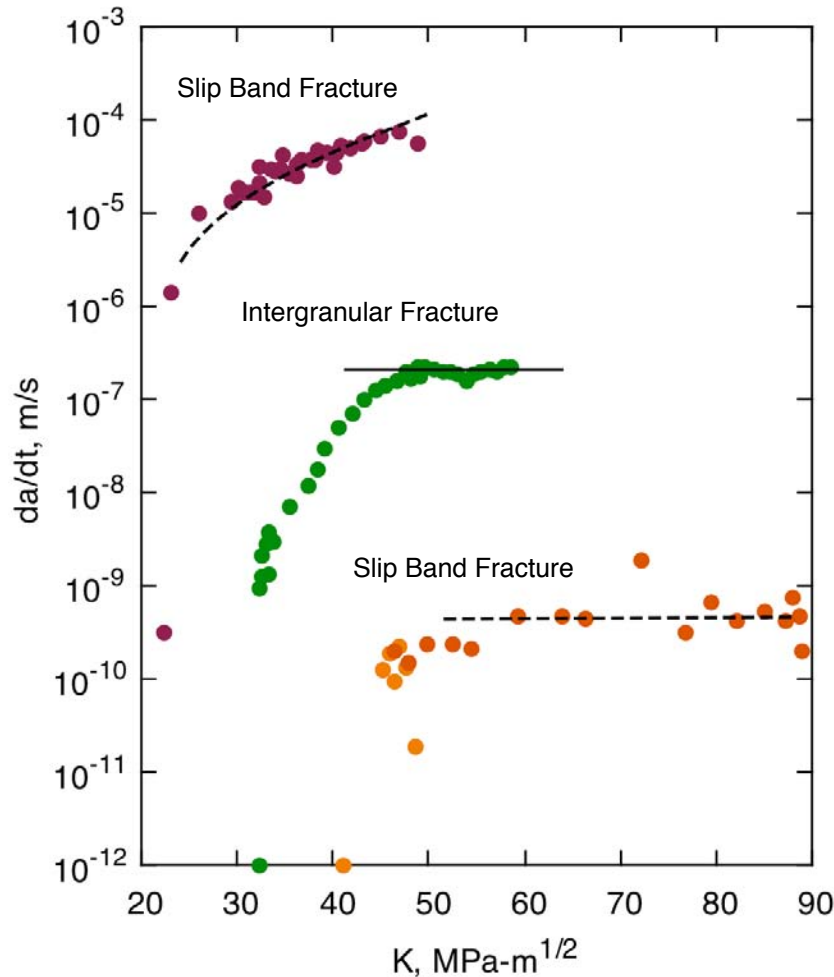 10^-3
Slip Band Fracture
10^-4
10^-5
10^-6
Intergranular Fracture
10^-7
da/dt, m/s
10^-8
Slip Band Fracture
10^-9
10^-10
10^-11
10^-12
20 30 40 50 60 70 80 90
K, MPa-m^1/2